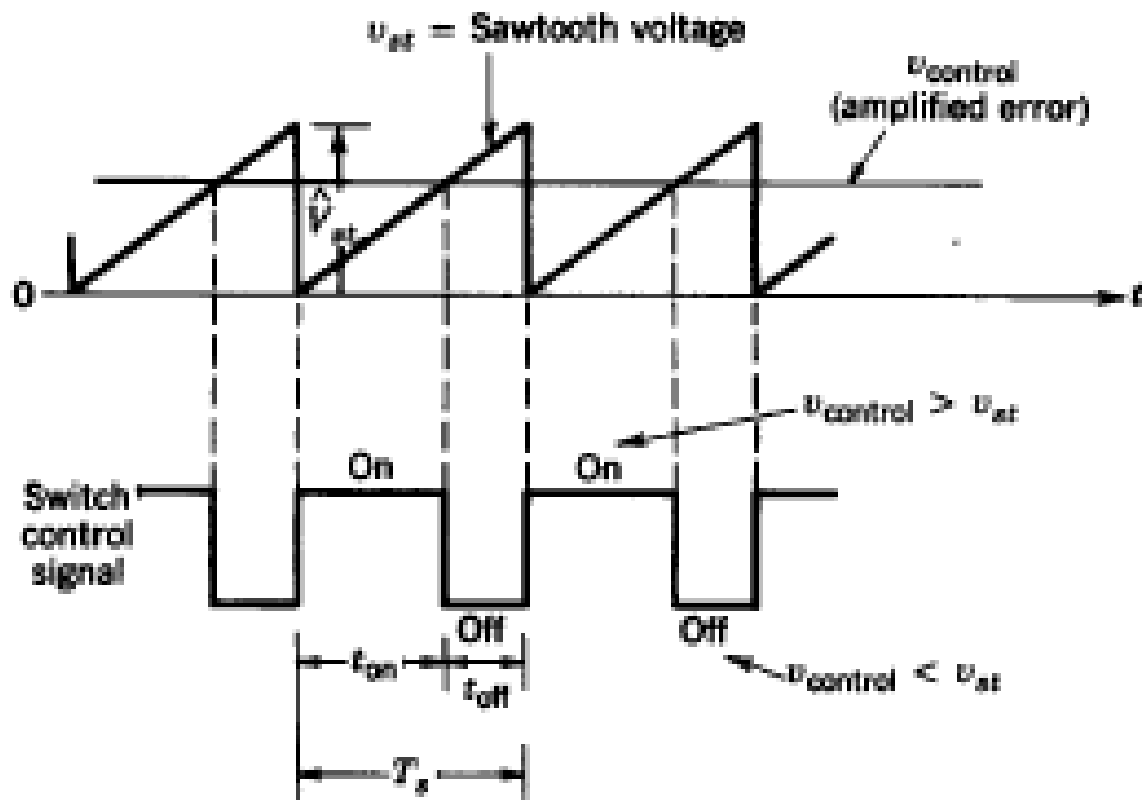 v_st = Sawtooth voltage
v_control
(amplified error)
V̂_st
0
t
v_control > v_st
On
On
Switch
control
signal
Off
Off
t_on
t_off
v_control < v_st
T_s